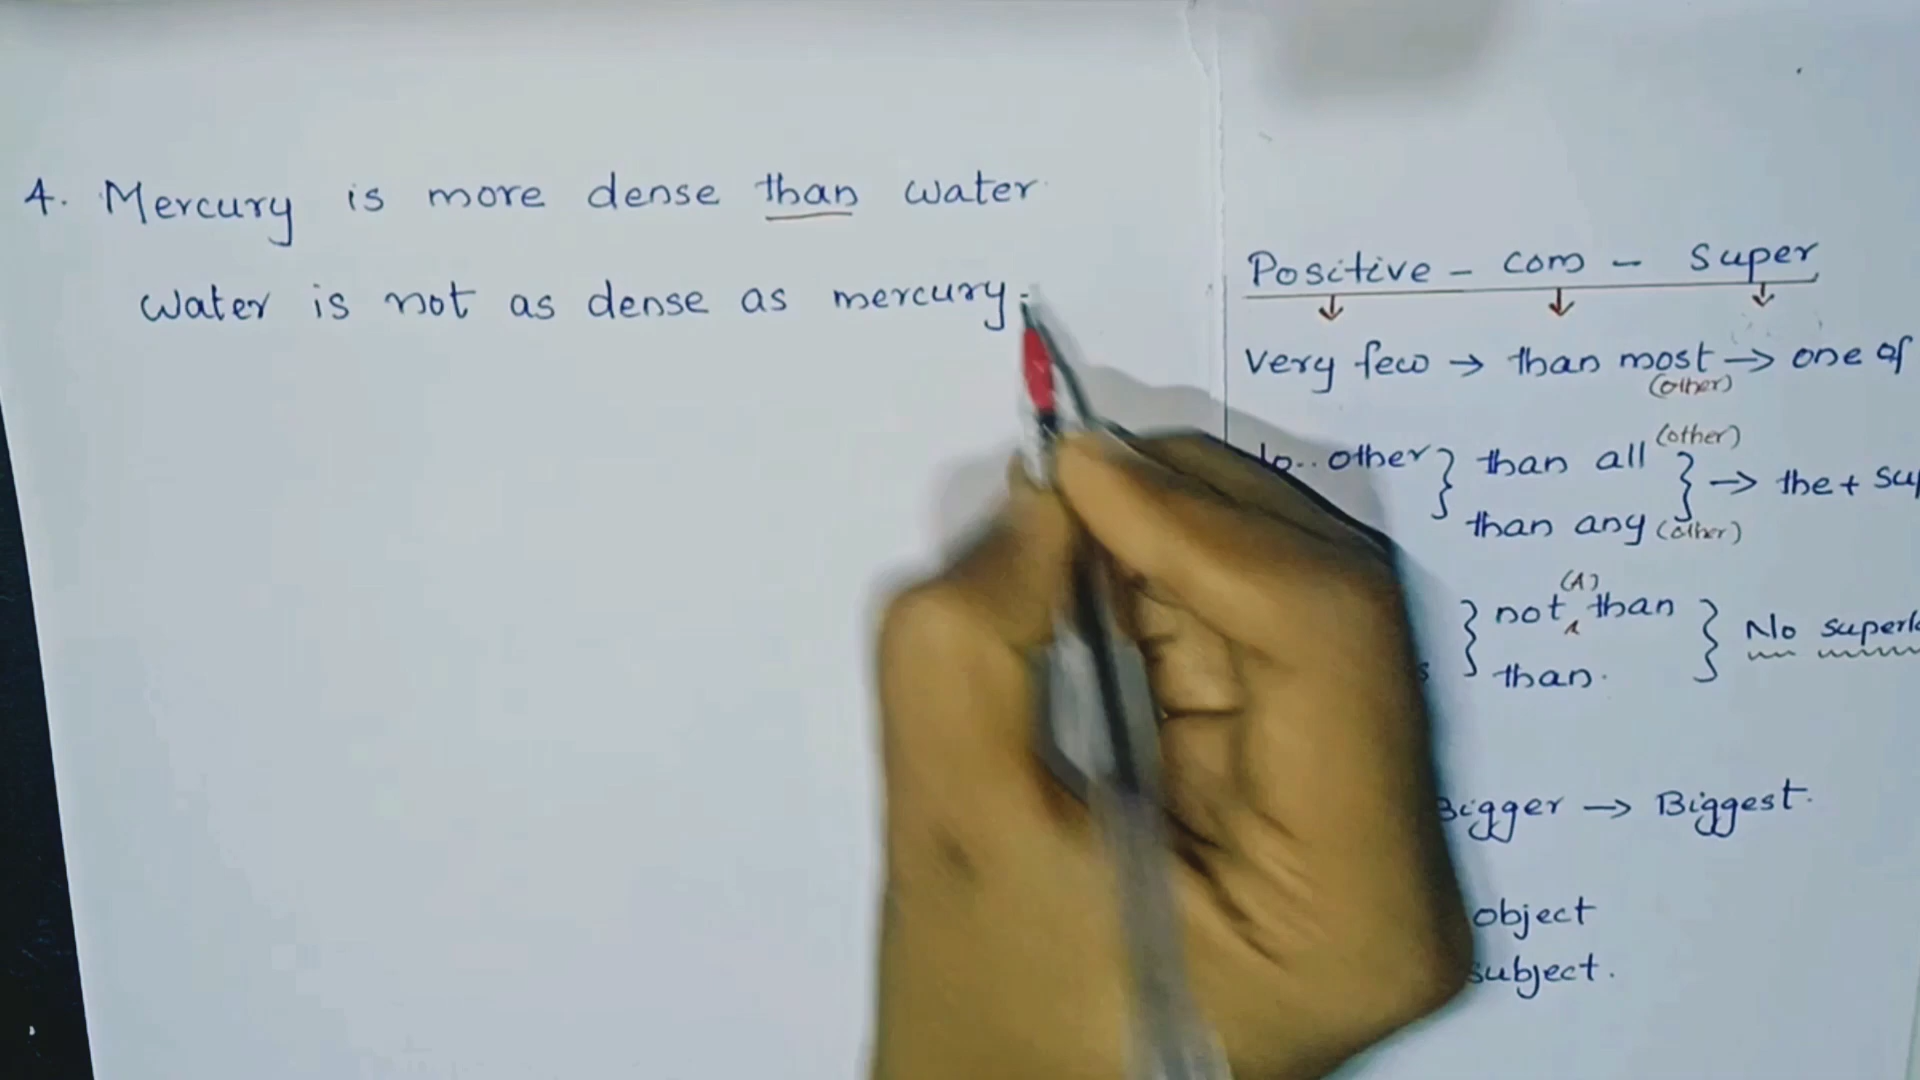 4. Mercury is more dense than water
Water is not as dense as mercury.
Positive - com - Super
Very few → than most → one of
(other)
other } than all (other) } → the + sup
than any (other)
(A)
} not ‸ than } No superla
than.
Bigger → Biggest.
object
subject.